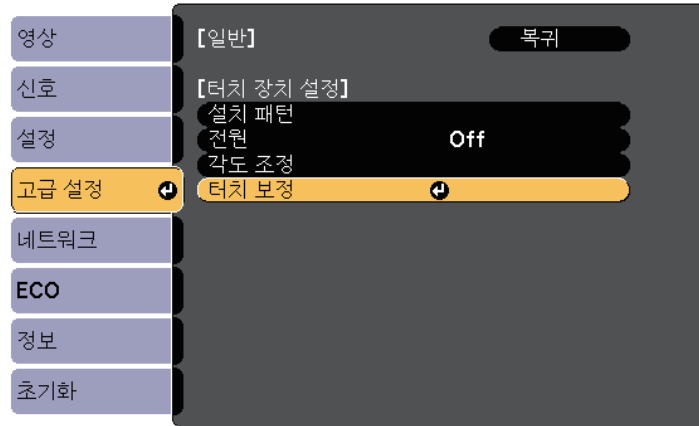 영상
신호
설정
고급 설정
네트워크
ECO
정보
초기화
[일반] 복귀
[터치 장치 설정]
설치 패턴
전원 Off
각도 조정
터치 보정